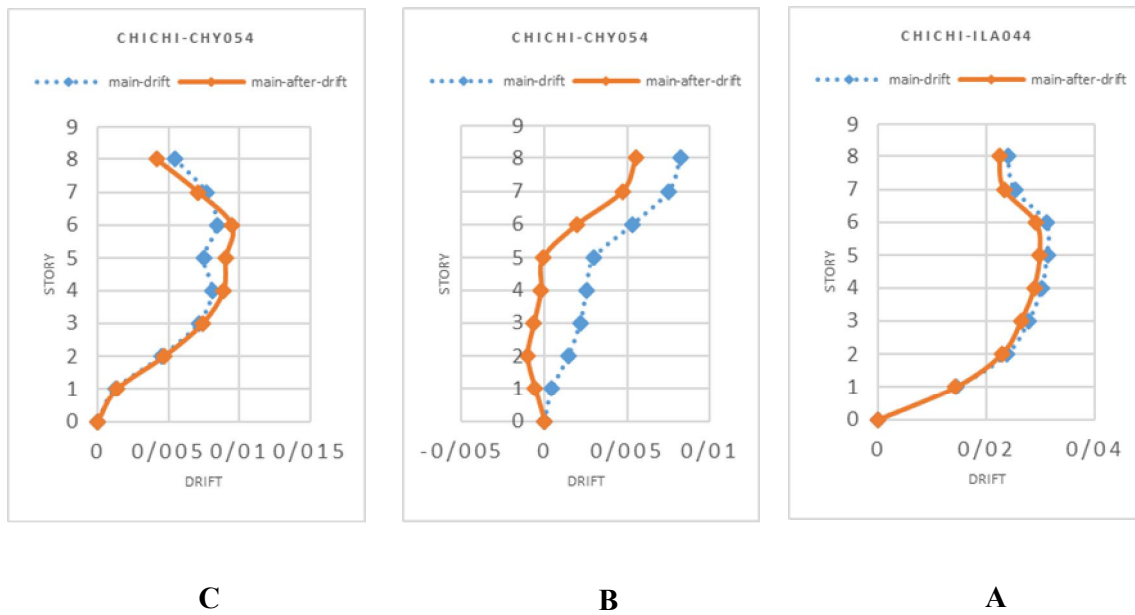 CHICHI-CHY054
main-drift main-after-drift
9
8
7
6
5
4
3
2
1
0
STORY
0 0/005 0/01 0/015
DRIFT
CHICHI-CHY054
main-drift main-after-drift
9
8
7
6
5
4
3
2
1
0
STORY
-0/005 0 0/005 0/01
DRIFT
CHICHI-ILA044
main-drift main-after-drift
9
8
7
6
5
4
3
2
1
0
STORY
0 0/02 0/04
DRIFT
C B A